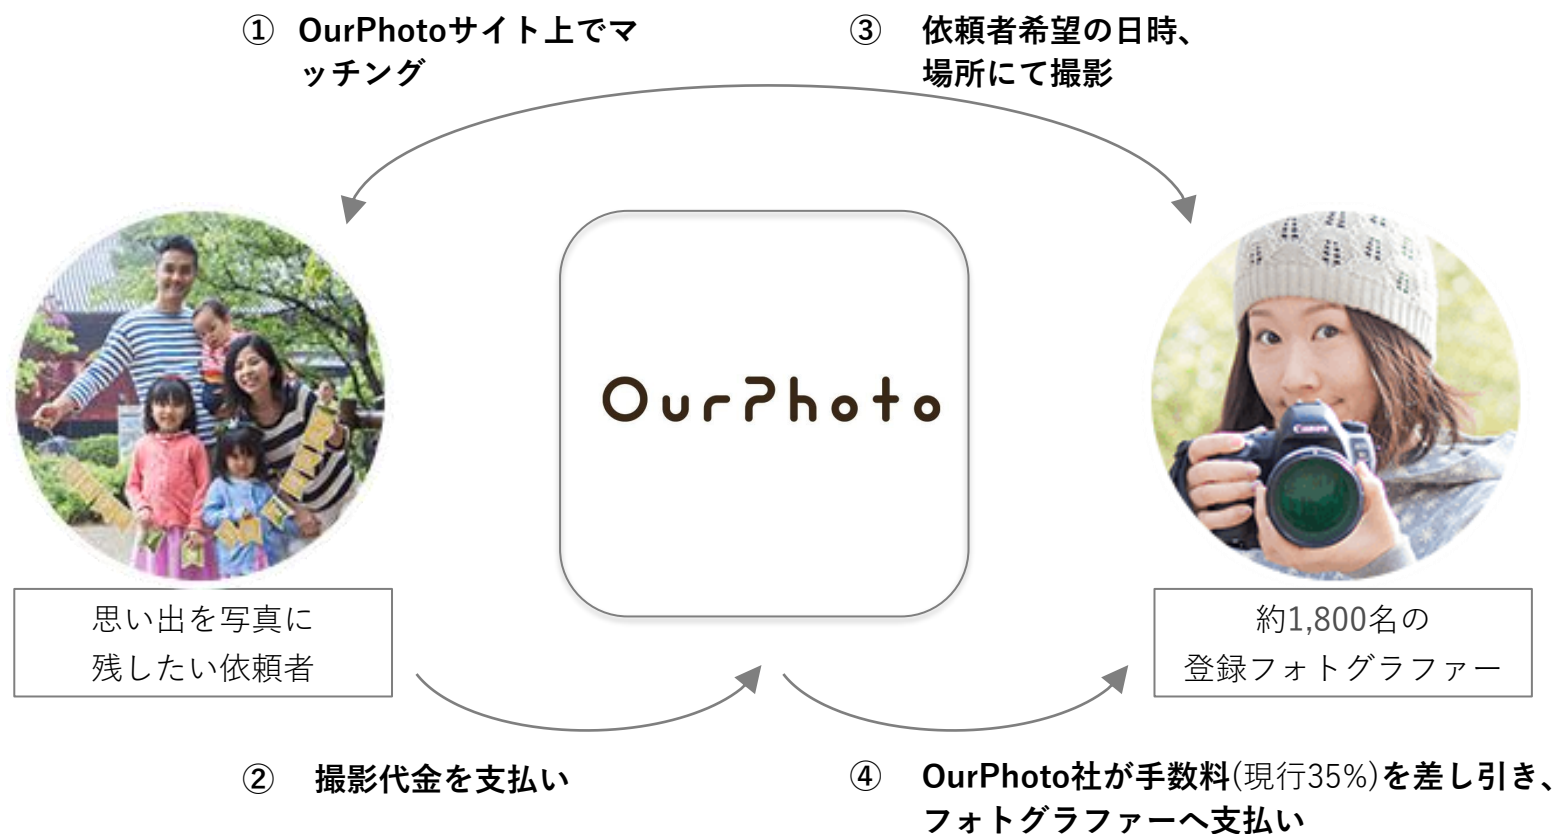 ① OurPhotoサイト上でマ
ッチング
③ 依頼者希望の日時、
場所にて撮影
OurPhoto
Canon
思い出を写真に
残したい依頼者
約1,800名の
登録フォトグラファー
② 撮影代金を支払い
④ OurPhoto社が手数料(現行35%)を差し引き、
フォトグラファーへ支払い